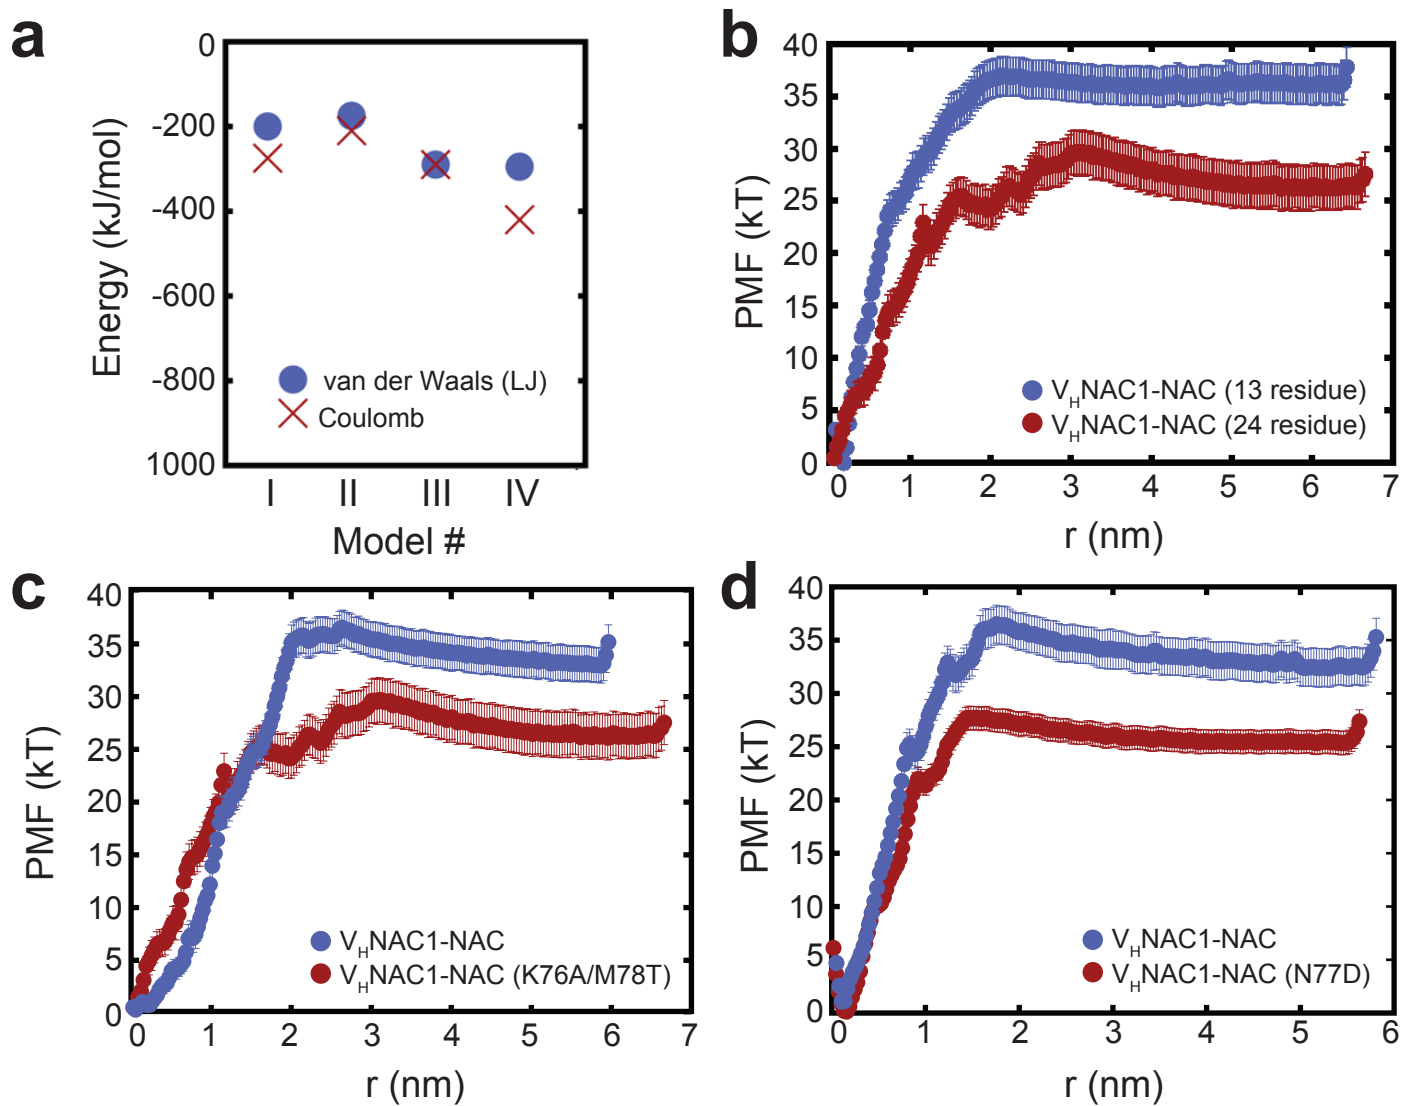 a
0
-200
-400
-600
-800
1000
Energy (kJ/mol)
van der Waals (LJ)
Coulomb
I II III IV
Model #
b
40
35
30
25
20
15
10
5
0
PMF (kT)
VHNAC1-NAC (13 residue)
VHNAC1-NAC (24 residue)
0 1 2 3 4 5 6 7
r (nm)
c
40
35
30
25
20
15
10
5
0
PMF (kT)
VHNAC1-NAC
VHNAC1-NAC (K76A/M78T)
0 1 2 3 4 5 6 7
r (nm)
d
40
35
30
25
20
15
10
5
0
PMF (kT)
VHNAC1-NAC
VHNAC1-NAC (N77D)
0 1 2 3 4 5 6
r (nm)